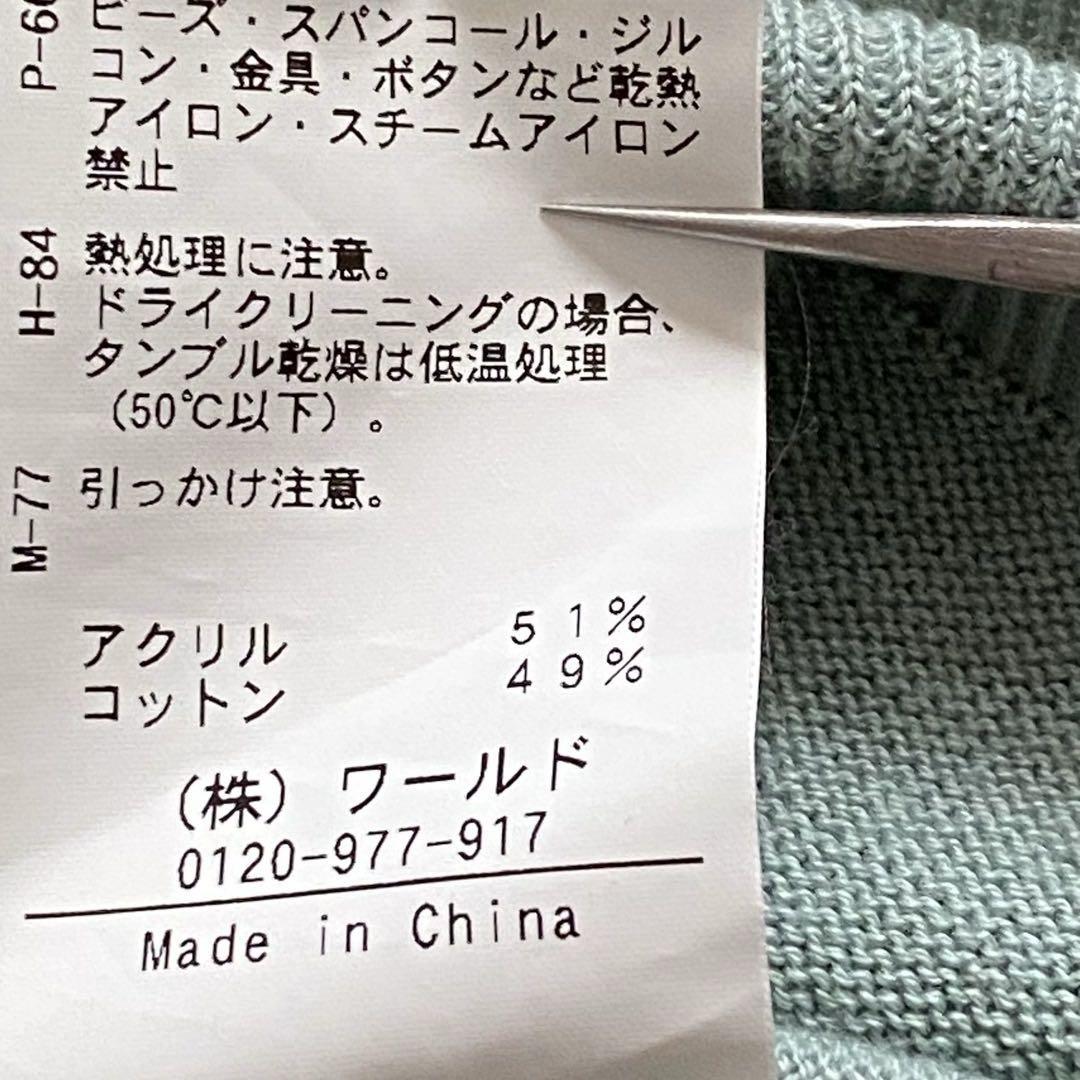 P-60
ビーズ・スパンコール・ジル
コン・金具・ボタンなど乾熱
アイロン・スチームアイロン
禁止
H-84
熱処理に注意。
ドライクリーニングの場合、
タンブル乾燥は低温処理
（50℃以下）。
M-77
引っかけ注意。
アクリル 51%
コットン 49%
(株) ワールド
0120-977-917
Made in China